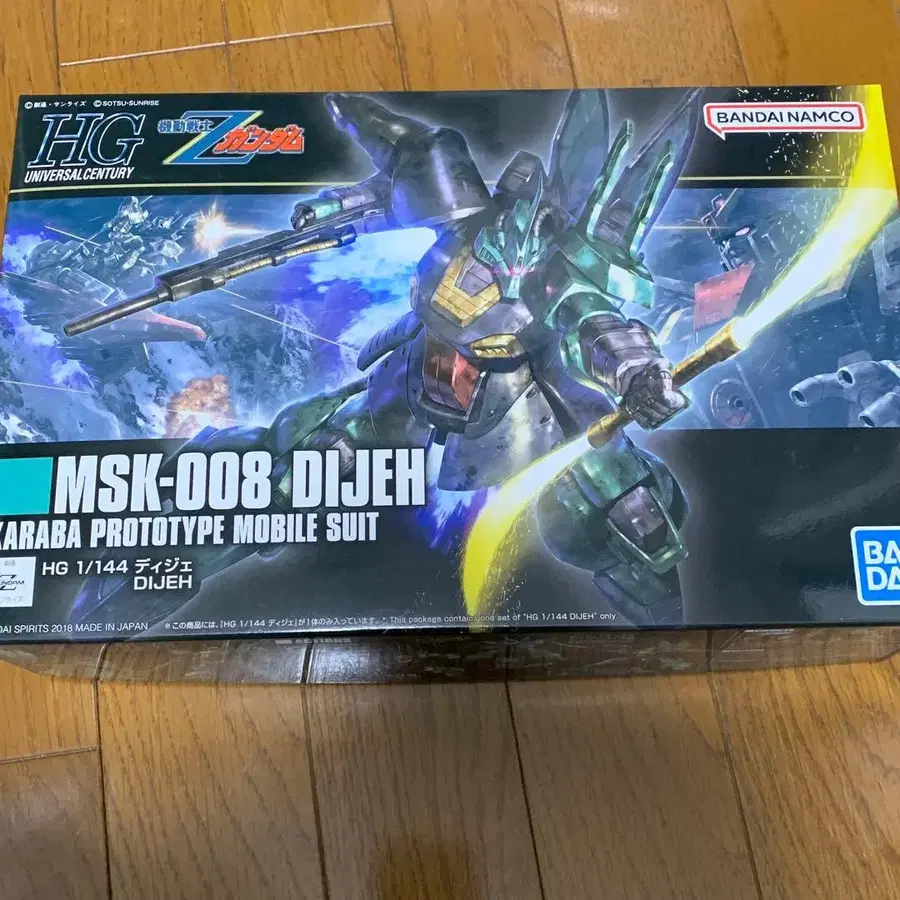 ©創通・サンライズ ©SOTSU・SUNRISE
HG
UNIVERSAL CENTURY
機動戦士
Zガンダム
BANDAI NAMCO
MSK-008 DIJEH
KARABA PROTOTYPE MOBILE SUIT
HG 1/144 ディジェ
DIJEH
創通
GUNDAM
BA
DA
DAI SPIRITS 2018 MADE IN JAPAN
※この商品には、「HG 1/144 ディジェ」が1体のみ入っています。 * This package contains one set of "HG 1/144 DIJEH" only